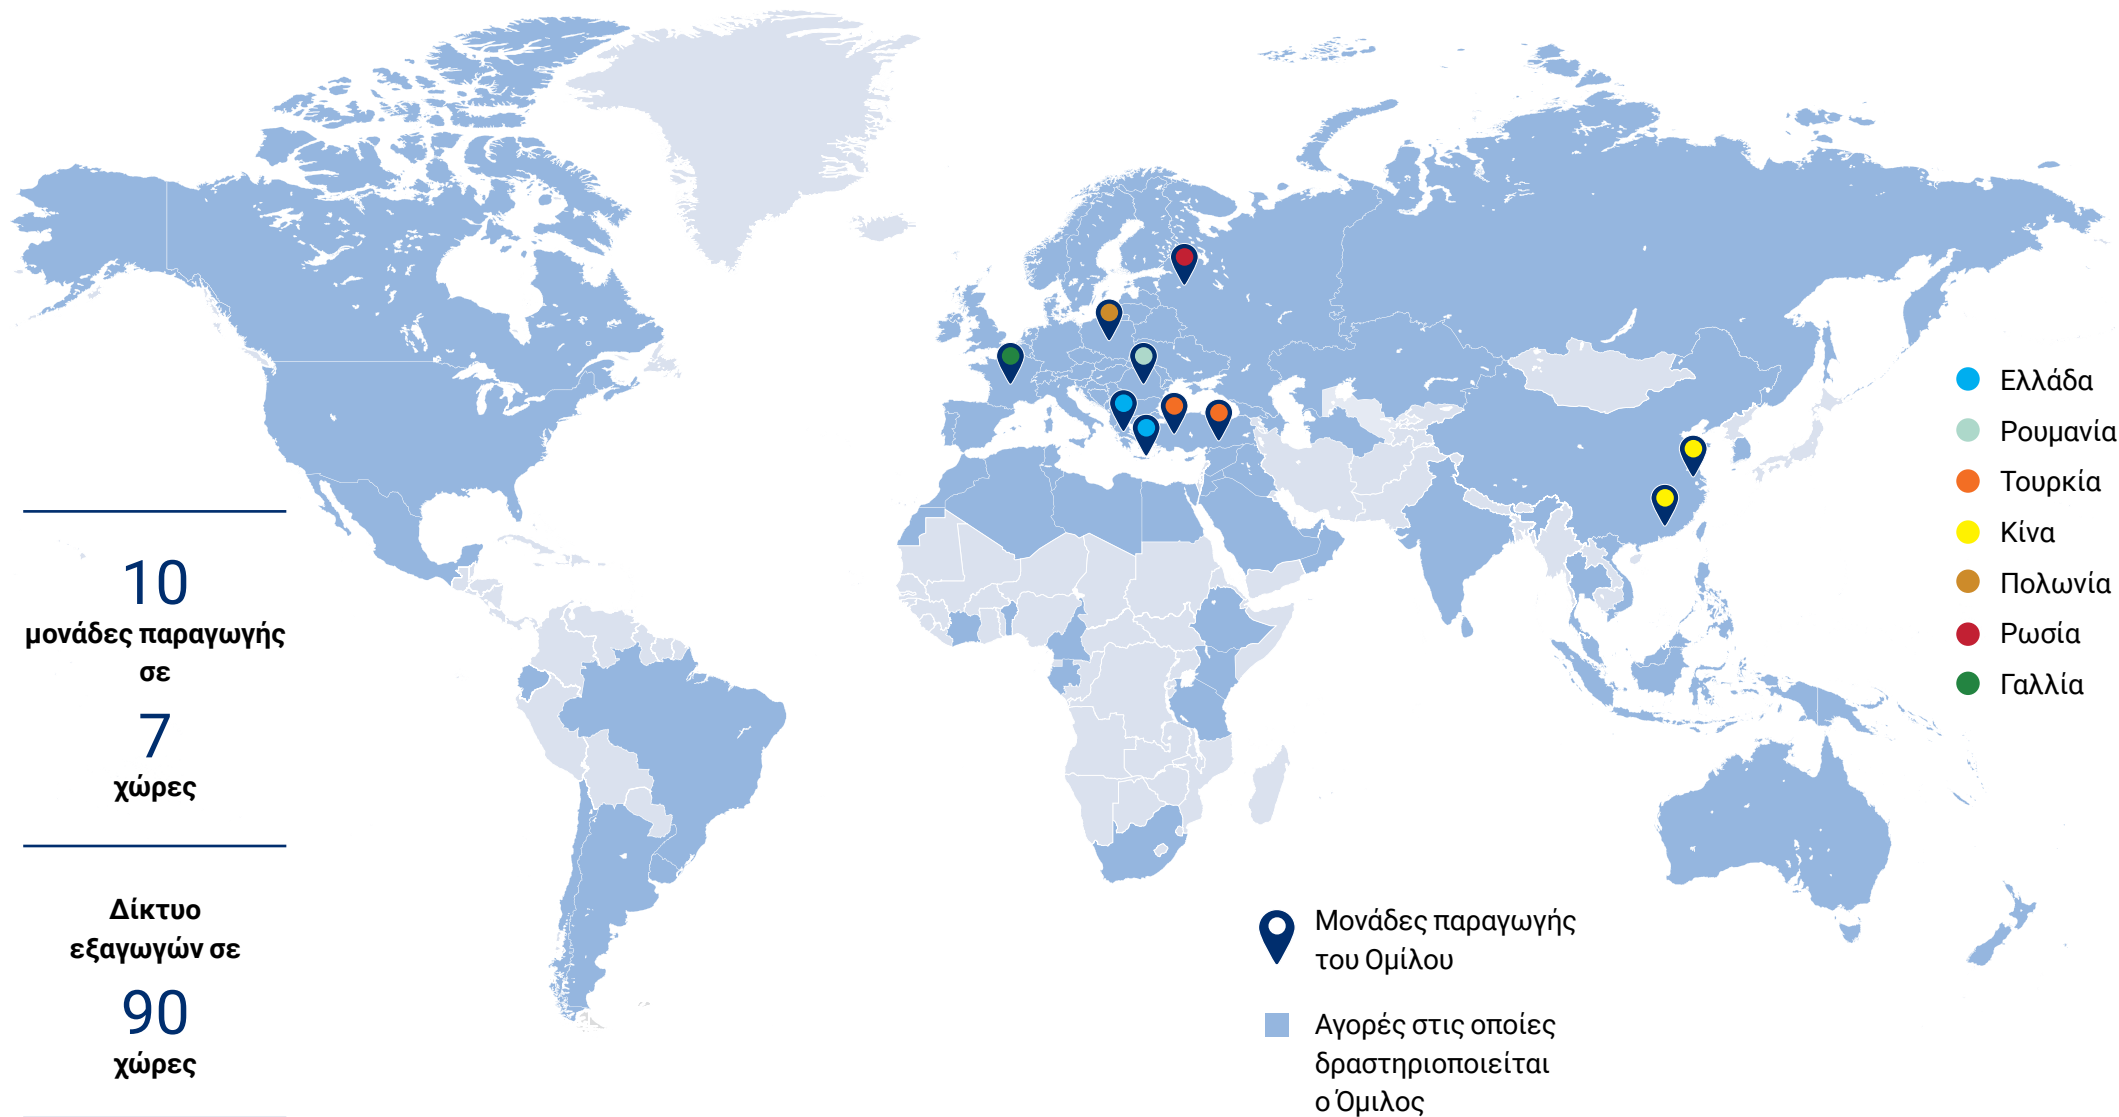 10
μονάδες παραγωγής
σε
7
χώρες
Δίκτυο
εξαγωγών σε
90
χώρες
Ελλάδα
Ρουμανία
Τουρκία
Κίνα
Πολωνία
Ρωσία
Γαλλία
Μονάδες παραγωγής
του Ομίλου
Αγορές στις οποίες
δραστηριοποιείται
ο Όμιλος